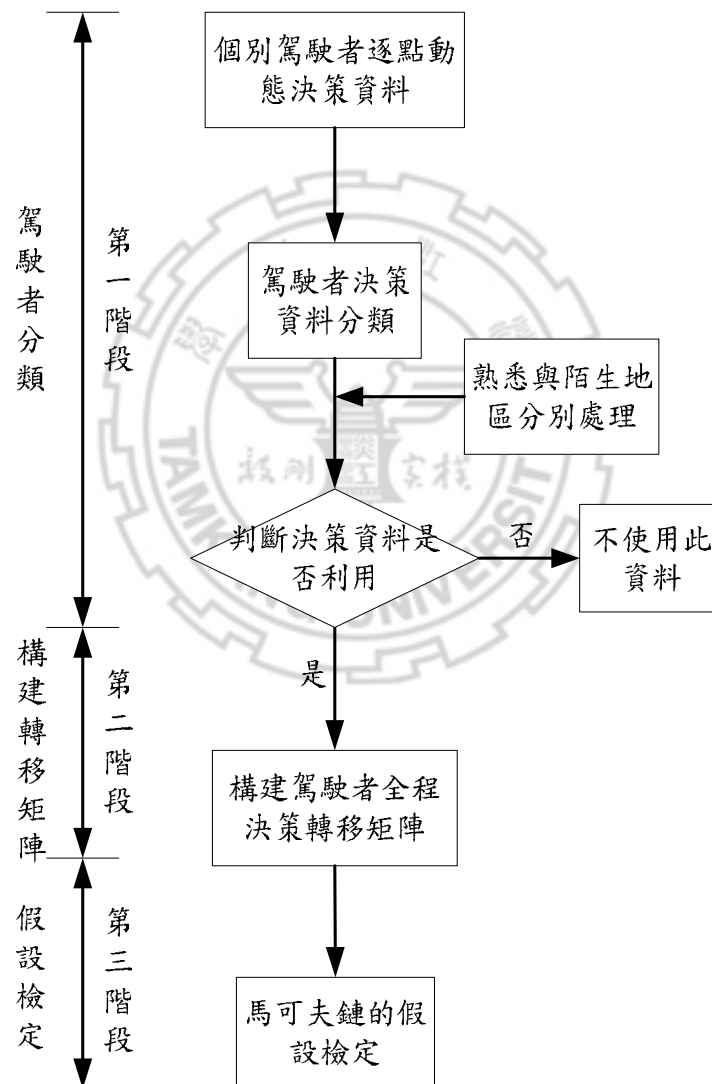 個別駕駛者逐點動
態決策資料
駕駛者分類
第一階段
駕駛者決策
資料分類
熟悉與陌生地
區分別處理
判斷決策資料是
否利用
否
不使用此
資料
是
構建轉移矩陣
第二階段
構建駕駛者全程
決策轉移矩陣
假設檢定
第三階段
馬可夫鏈的假
設檢定
TAMKANG UNIVERSITY